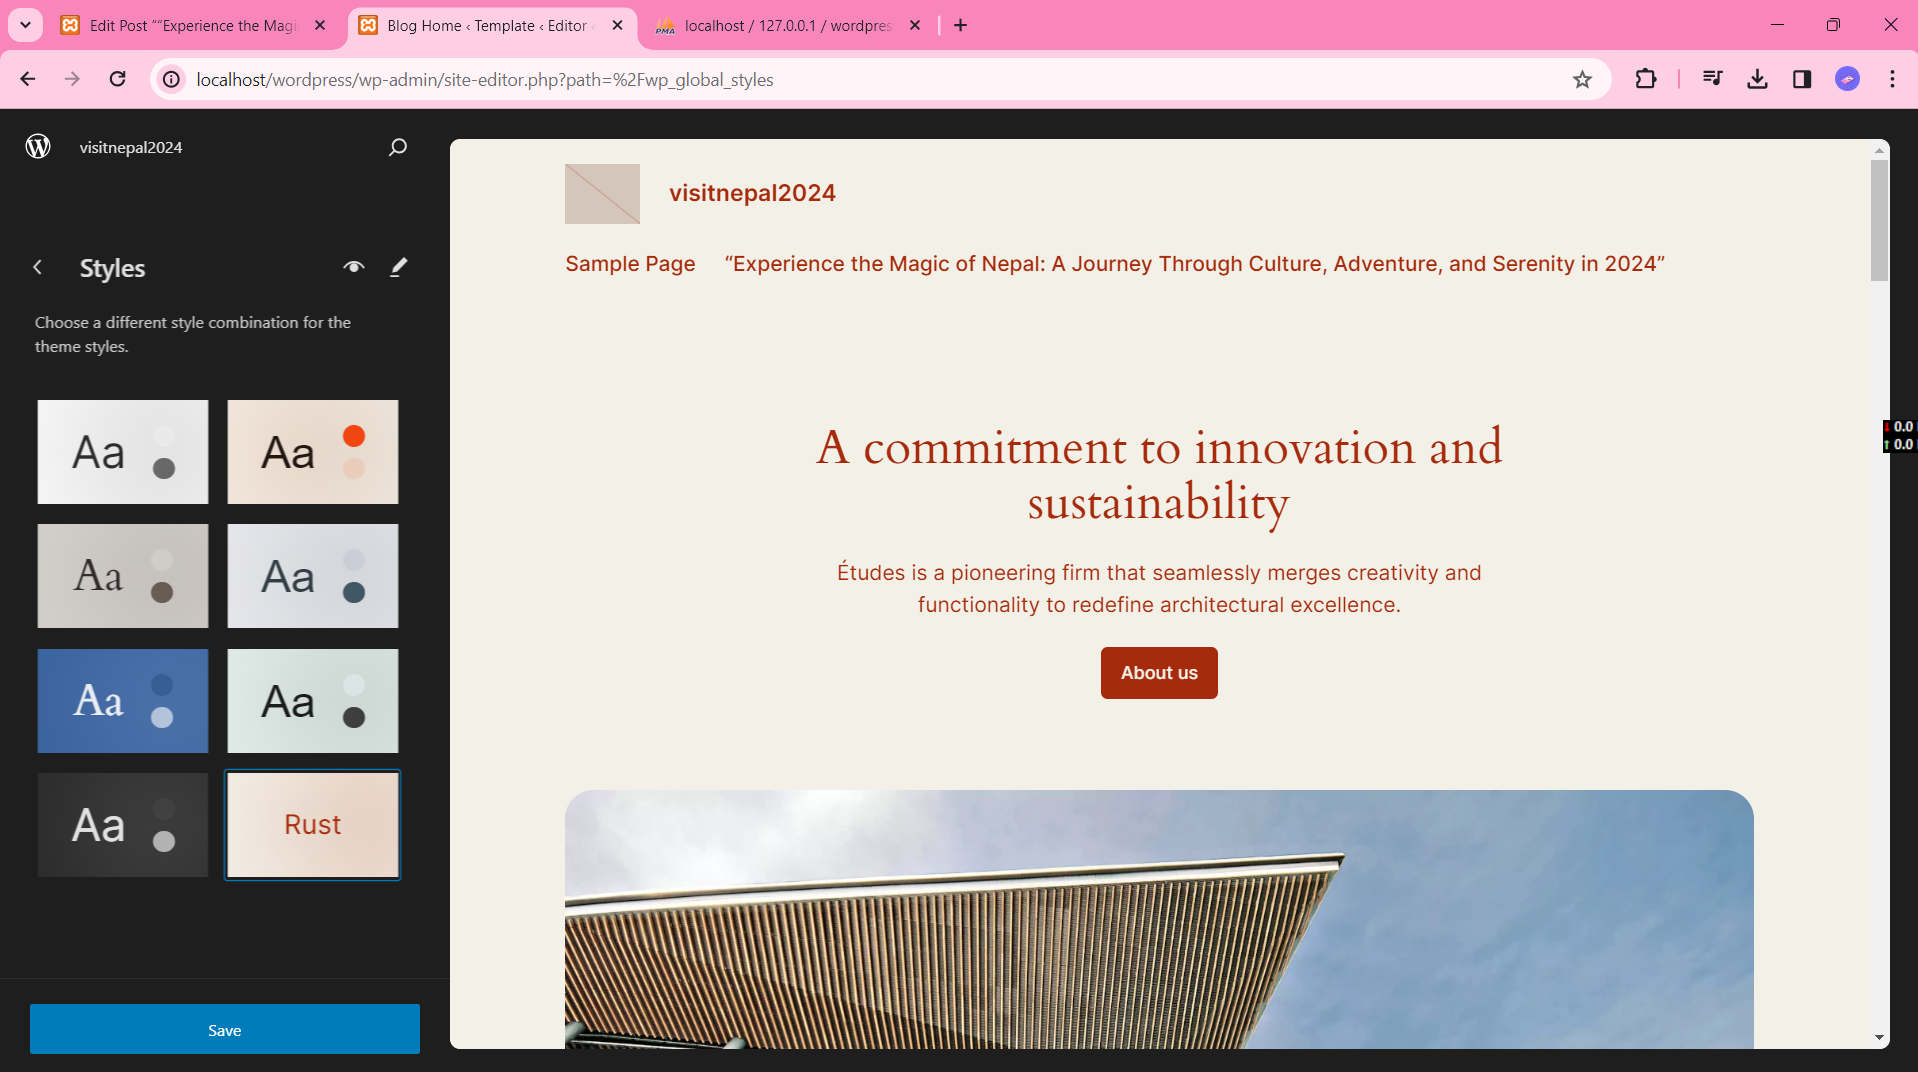 Edit Post ““Experience the Magi
Blog Home ‹ Template ‹ Editor ‹
PMA
localhost / 127.0.0.1 / wordpres
localhost/wordpress/wp-admin/site-editor.php?path=%2Fwp_global_styles
visitnepal2024
Styles
Choose a different style combination for the
theme styles.
Aa
Aa
Aa
Aa
Aa
Aa
Aa
Rust
Save
visitnepal2024
Sample Page “Experience the Magic of Nepal: A Journey Through Culture, Adventure, and Serenity in 2024”
A commitment to innovation and
sustainability
Études is a pioneering firm that seamlessly merges creativity and
functionality to redefine architectural excellence.
About us
0.0
0.0